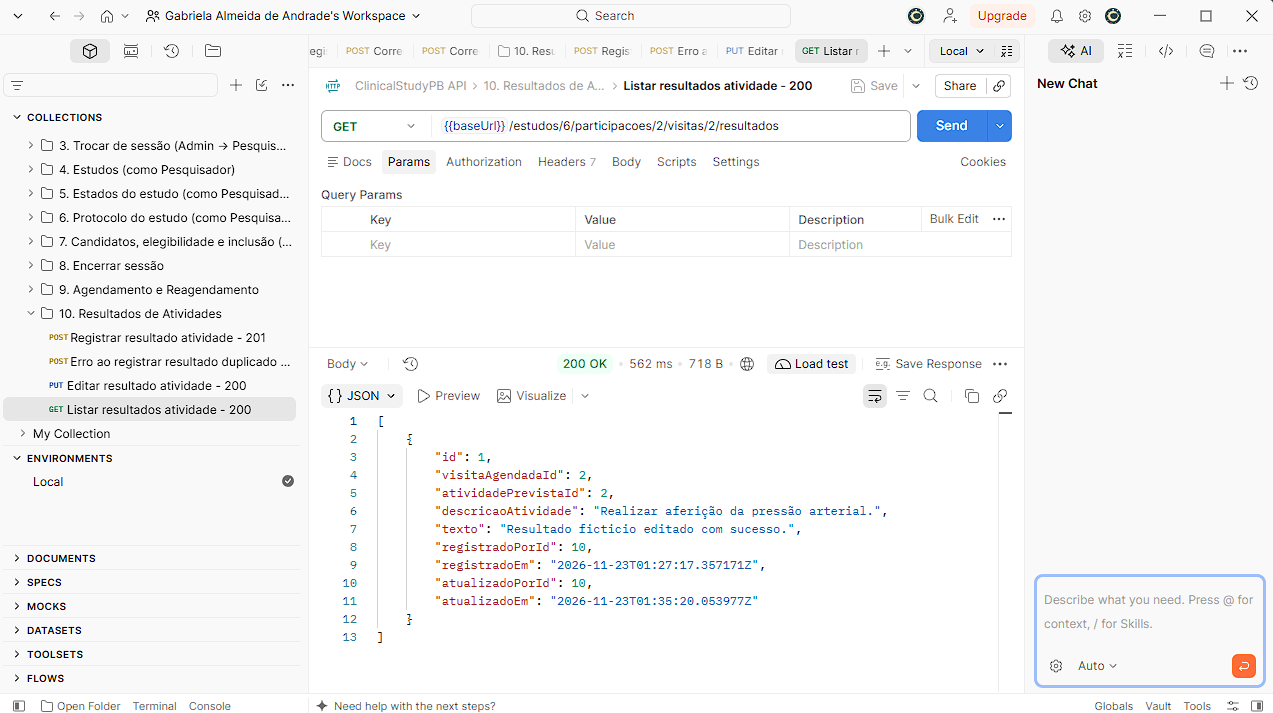 Gabriela Almeida de Andrade's Workspace
Search
Upgrade
POST Corre
POST Corre
10. Resu
POST Regis
POST Erro a
PUT Editar
GET Listar r
Local
AI
ClinicalStudyPB API > 10. Resultados de A... > Listar resultados atividade - 200
Save
Share
New Chat
COLLECTIONS
3. Trocar de sessão (Admin → Pesquis...
4. Estudos (como Pesquisador)
5. Estados do estudo (como Pesquisad...
6. Protocolo do estudo (como Pesquisa...
7. Candidatos, elegibilidade e inclusão (...
8. Encerrar sessão
9. Agendamento e Reagendamento
10. Resultados de Atividades
POST Registrar resultado atividade - 201
POST Erro ao registrar resultado duplicado ...
PUT Editar resultado atividade - 200
GET Listar resultados atividade - 200
My Collection
ENVIRONMENTS
Local
DOCUMENTS
SPECS
MOCKS
DATASETS
TOOLSETS
FLOWS
GET
{{baseUrl}} /estudos/6/participacoes/2/visitas/2/resultados
Send
Docs Params Authorization Headers 7 Body Scripts Settings Cookies
Query Params
Key Value Description Bulk Edit
Key Value Description
Body
200 OK • 562 ms • 718 B
Load test
e.g. Save Response
{} JSON
Preview
Visualize
1 [
2 {
3 "id": 1,
4 "visitaAgendadaId": 2,
5 "atividadePrevistaId": 2,
6 "descricaoAtividade": "Realizar aferição da pressão arterial.",
7 "texto": "Resultado ficticio editado com sucesso.",
8 "registradoPorId": 10,
9 "registradoEm": "2026-11-23T01:27:17.357171Z",
10 "atualizadoPorId": 10,
11 "atualizadoEm": "2026-11-23T01:35:20.053977Z"
12 }
13 ]
Describe what you need. Press @ for
context, / for Skills.
Auto
Open Folder Terminal Console
Need help with the next steps?
Globals Vault Tools